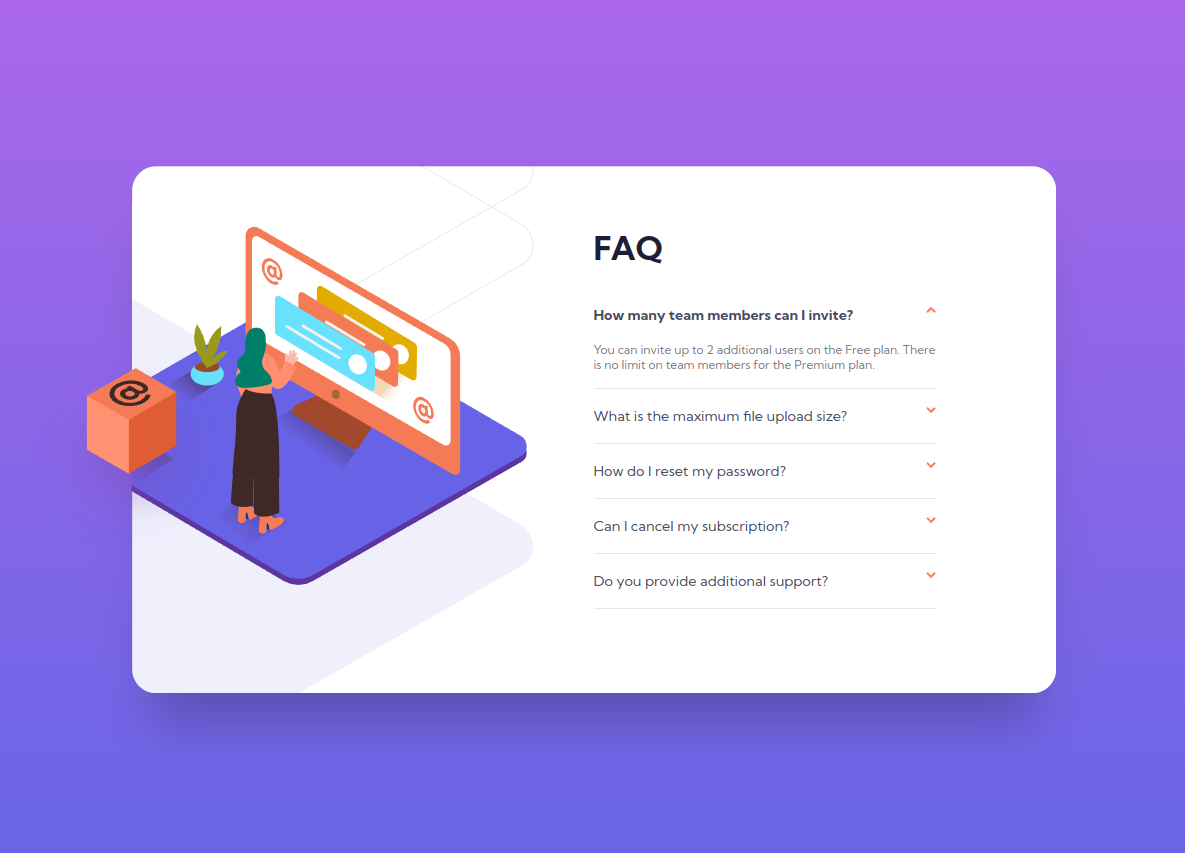 @
@
@
FAQ
How many team members can I invite?
You can invite up to 2 additional users on the Free plan. There
is no limit on team members for the Premium plan.
What is the maximum file upload size?
How do I reset my password?
Can I cancel my subscription?
Do you provide additional support?